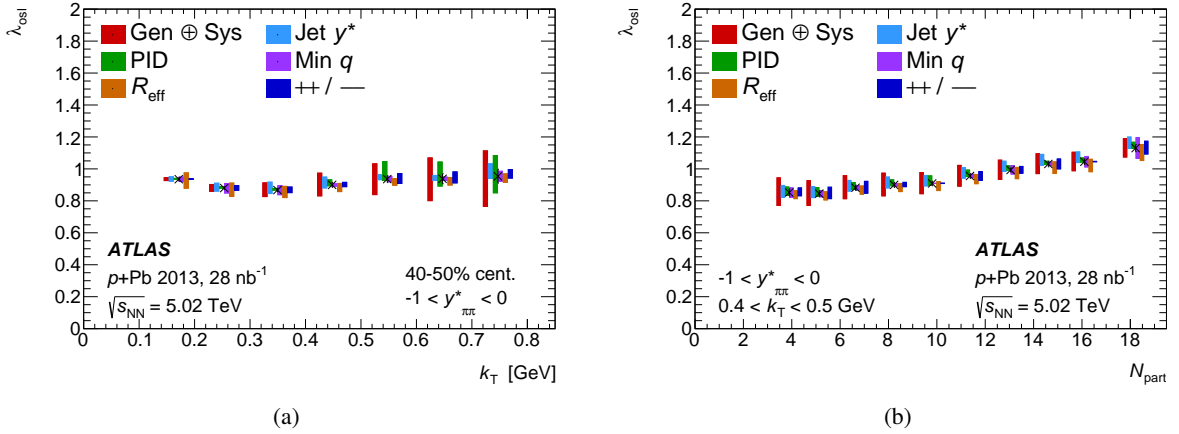 λosl
2
1.8
1.6
1.4
1.2
1
0.8
0.6
0.4
0.2
0
Gen ⊕ Sys
PID
Reff
Jet y*
Min q
++ / −−
ATLAS
p+Pb 2013, 28 nb-1
√sNN = 5.02 TeV
40-50% cent.
-1 < y*ππ < 0
0 0.1 0.2 0.3 0.4 0.5 0.6 0.7 0.8
kT [GeV]
(a)
λosl
2
1.8
1.6
1.4
1.2
1
0.8
0.6
0.4
0.2
0
Gen ⊕ Sys
PID
Reff
Jet y*
Min q
++ / −−
-1 < y*ππ < 0
0.4 < kT < 0.5 GeV
ATLAS
p+Pb 2013, 28 nb-1
√sNN = 5.02 TeV
0 2 4 6 8 10 12 14 16 18
Npart
(b)